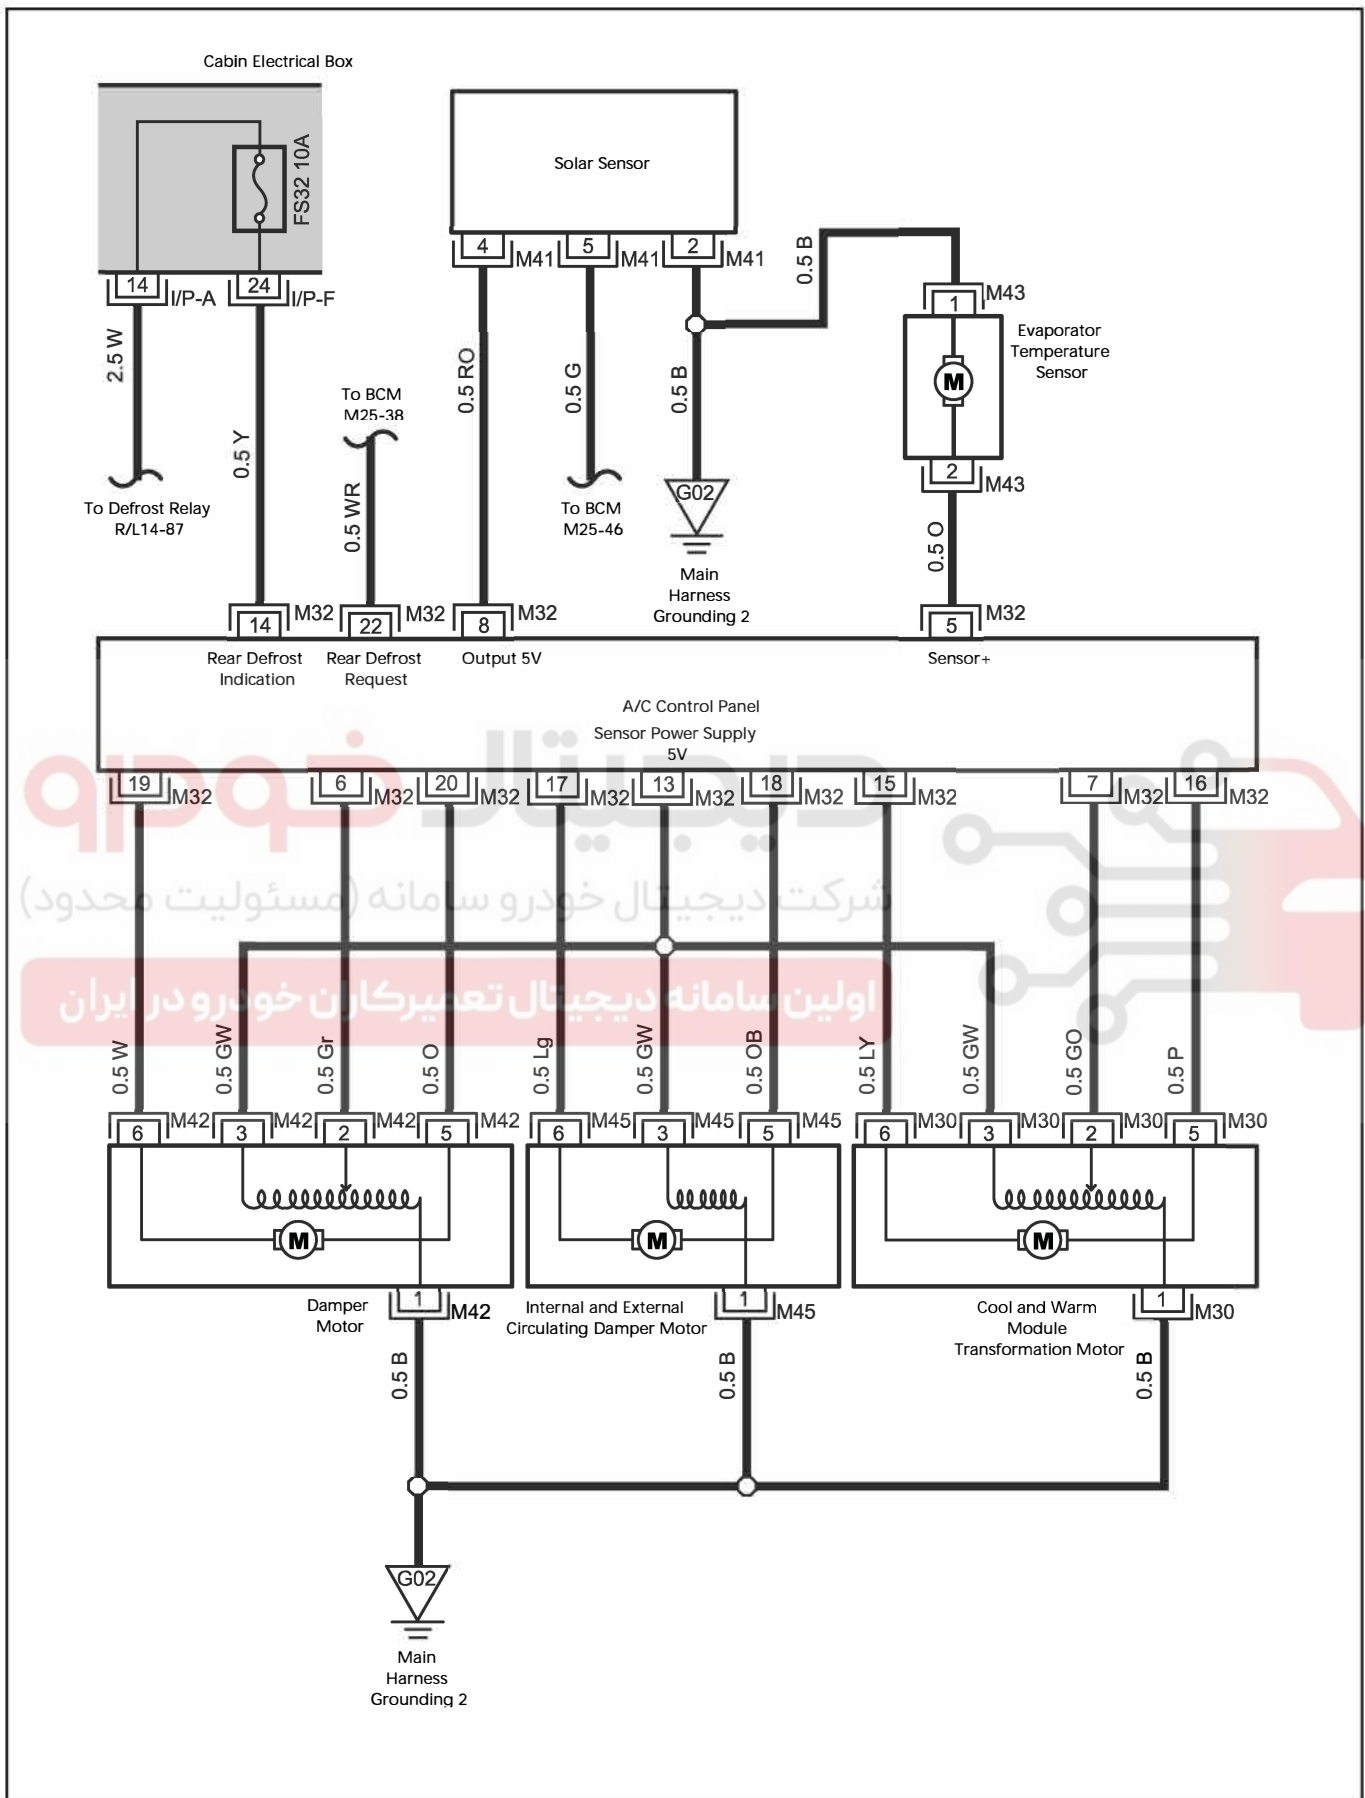 Cabin Electrical Box
FS32 10A
Solar Sensor
14
I/P-A
24
I/P-F
4
M41
5
M41
2
M41
0.5 B
1
M43
Evaporator
Temperature
Sensor
M
2
M43
2.5 W
0.5 Y
To BCM
M25-38
0.5 WR
0.5 RO
0.5 G
0.5 B
0.5 O
To Defrost Relay
R/L14-87
To BCM
M25-46
G02
Main
Harness
Grounding 2
14
M32
22
M32
8
M32
5
M32
Rear Defrost
Indication
Rear Defrost
Request
Output 5V
Sensor+
A/C Control Panel
Sensor Power Supply
5V
19
M32
6
M32
20
M32
17
M32
13
M32
18
M32
15
M32
7
M32
16
M32
دیجیتال خودرو
شرکت دیجیتال خودرو سامانه (مسئولیت محدود)
اولین سامانه دیجیتال تعمیرکاران خودرو در ایران
0.5 W
0.5 GW
0.5 Gr
0.5 O
0.5 Lg
0.5 GW
0.5 OB
0.5 LY
0.5 GW
0.5 GO
0.5 P
6
M42
3
M42
2
M42
5
M42
6
M45
3
M45
5
M45
6
M30
3
M30
2
M30
5
M30
M
M
M
1
M42
1
M45
1
M30
Damper
Motor
Internal and External
Circulating Damper Motor
Cool and Warm
Module
Transformation Motor
0.5 B
0.5 B
0.5 B
G02
Main
Harness
Grounding 2